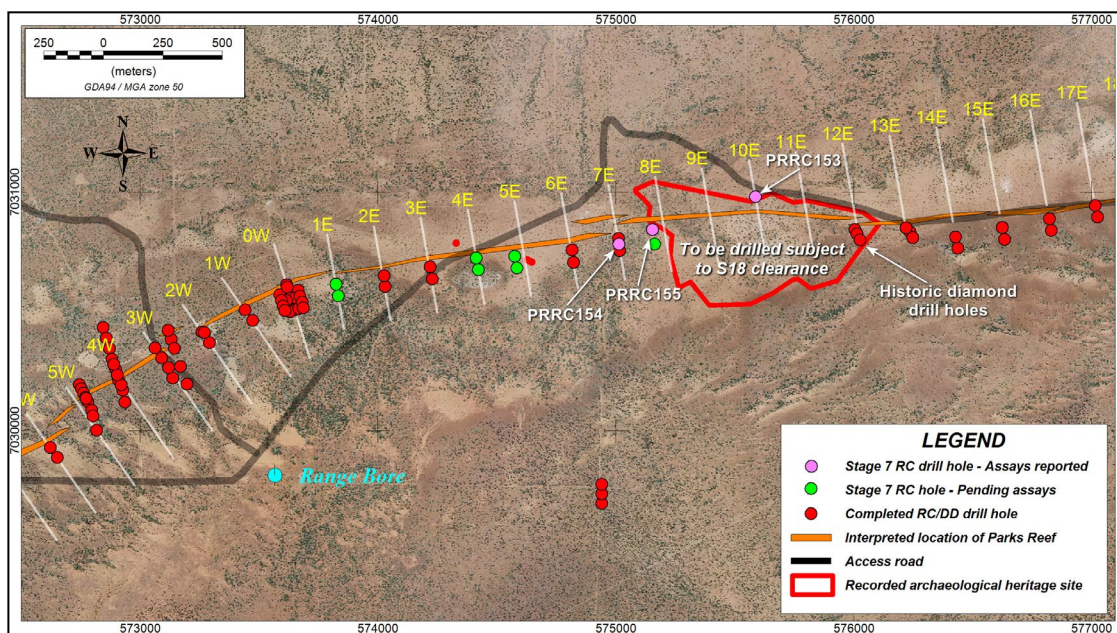 573000
574000
575000
576000
577000
250 0 250 500
(meters)
GDA94 / MGA zone 50
N
W E
S
7031000
7031000
7030000
7030000
W
5W
4W
3W
2W
1W
0W
1E
2E
3E
4E
5E
6E
7E
8E
9E
10E
11E
12E
13E
14E
15E
16E
17E
PRRC153
PRRC154
PRRC155
To be drilled subject
to S18 clearance
Historic diamond
drill holes
Range Bore
LEGEND
Stage 7 RC drill hole - Assays reported
Stage 7 RC hole - Pending assays
Completed RC/DD drill hole
Interpreted location of Parks Reef
Access road
Recorded archaeological heritage site
573000
574000
575000
576000
577000